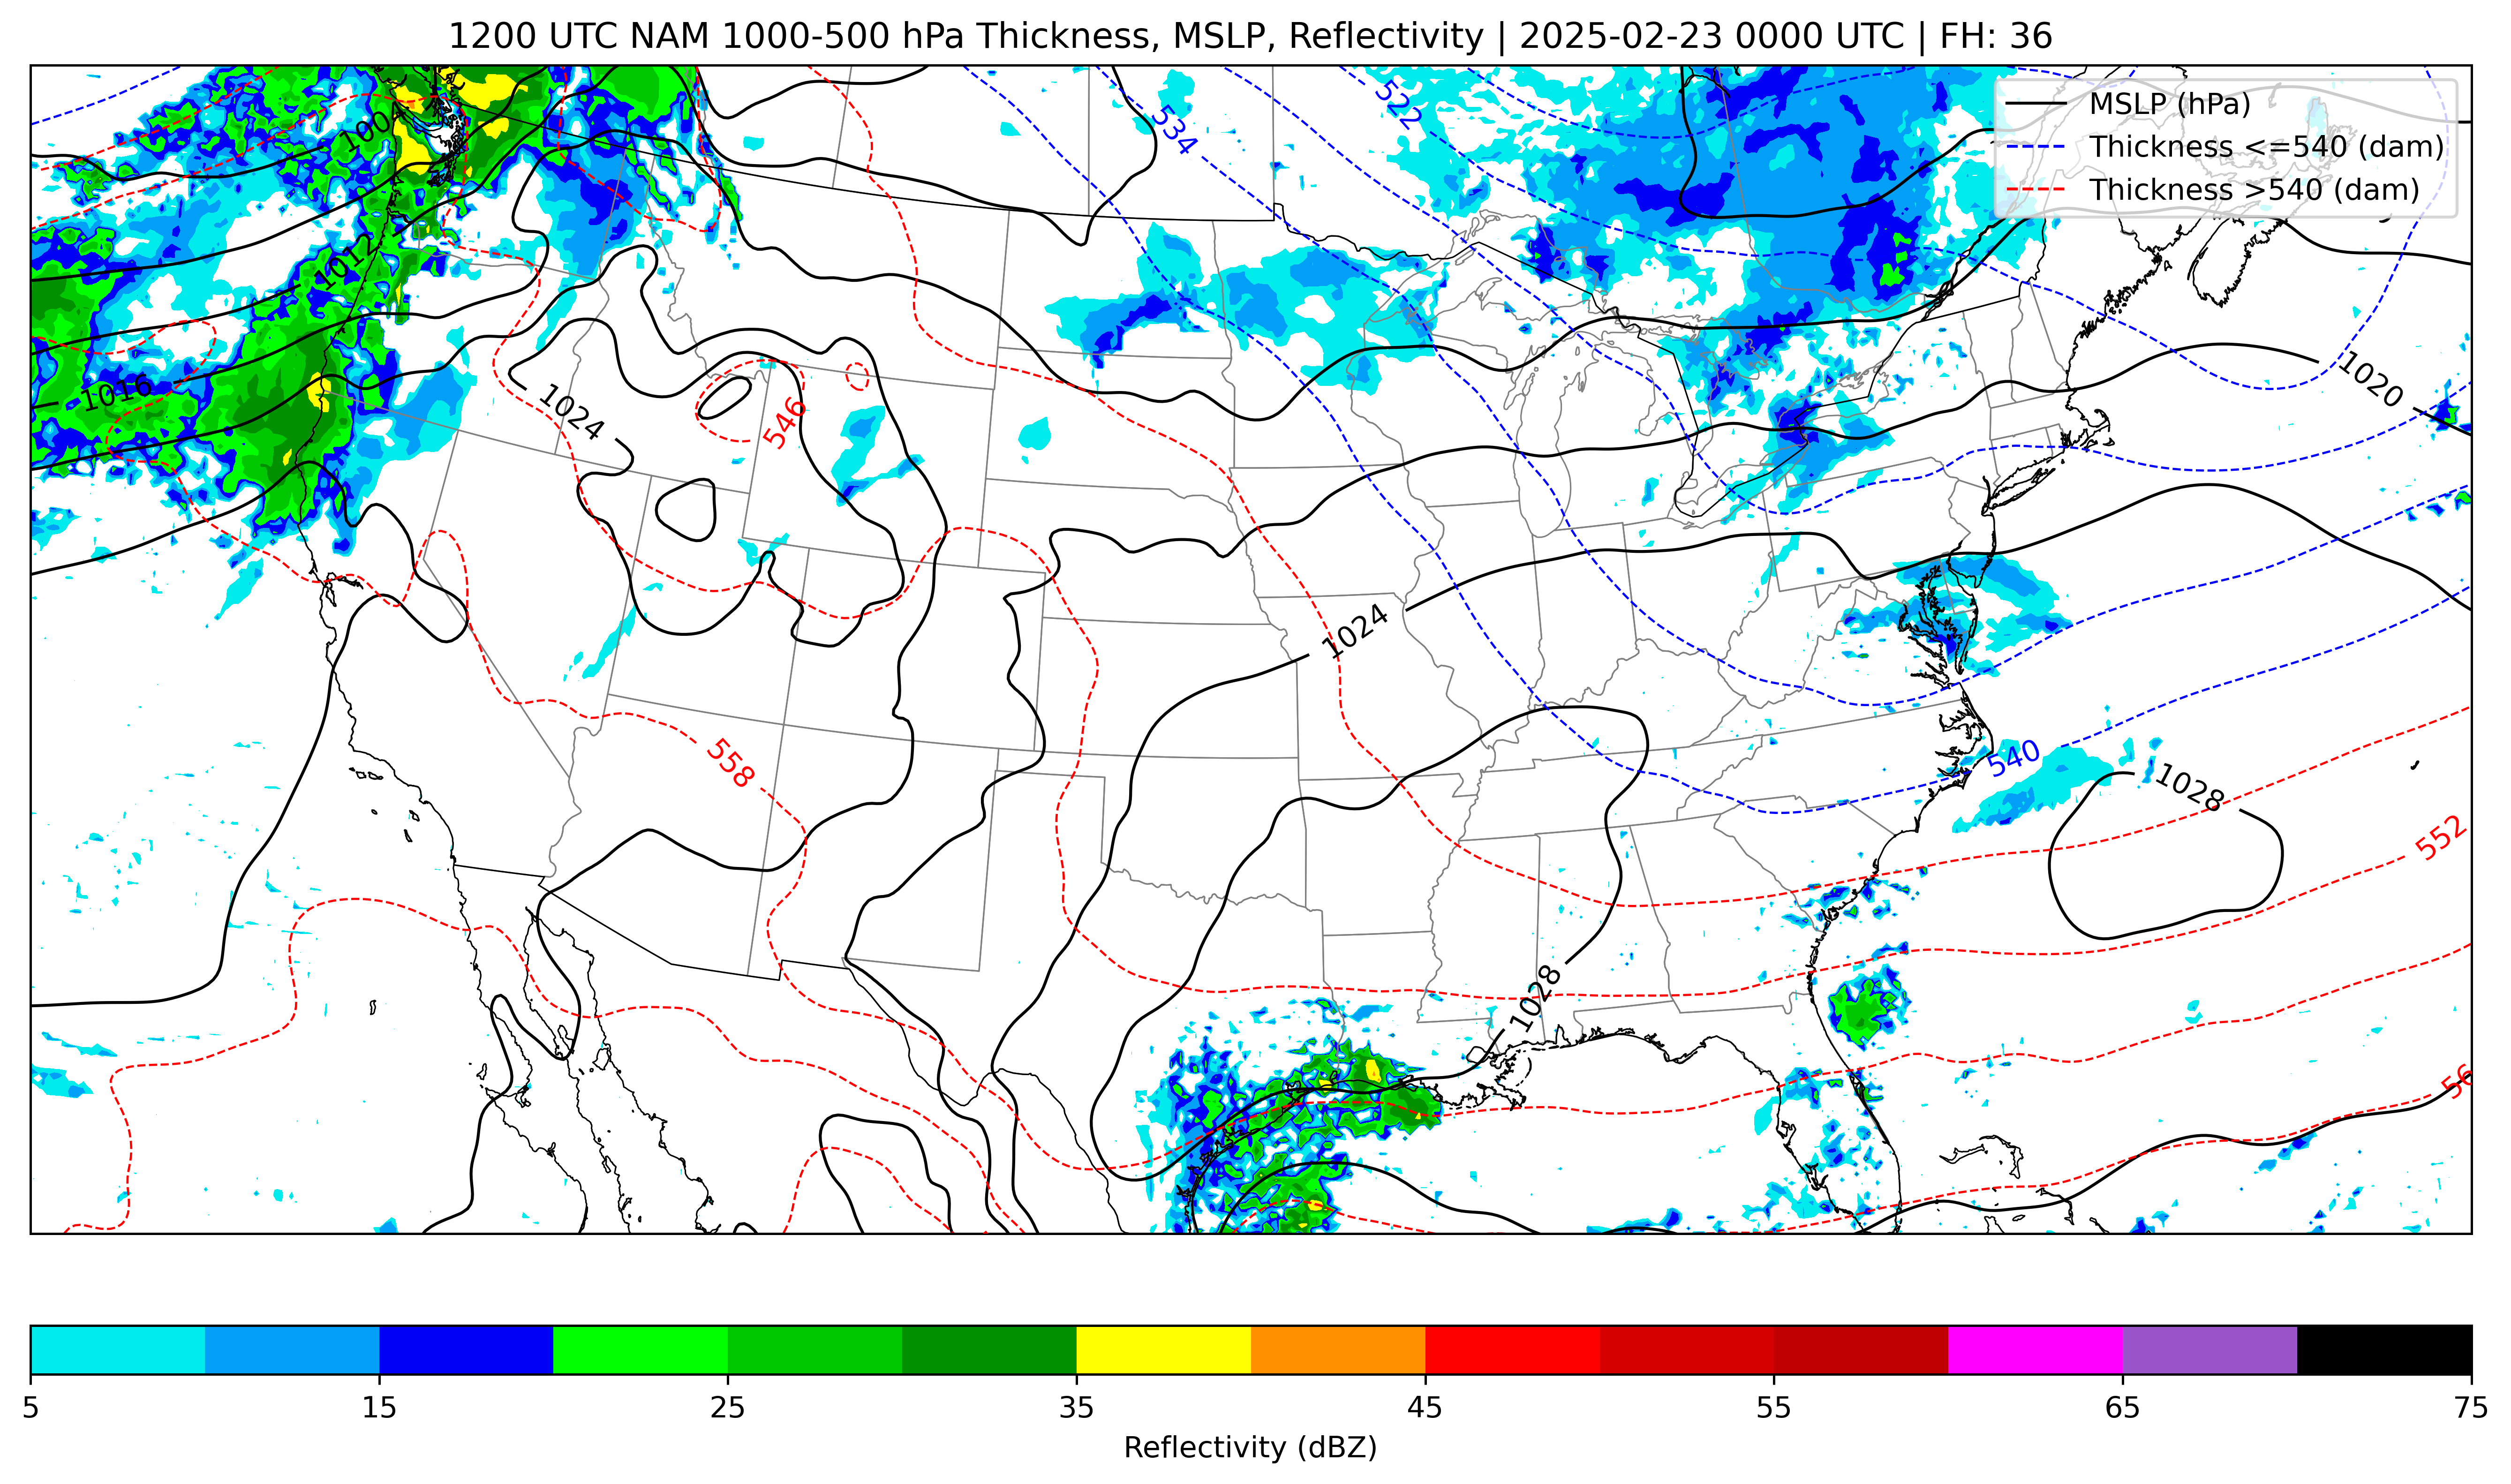 1200 UTC NAM 1000-500 hPa Thickness, MSLP, Reflectivity | 2025-02-23 0000 UTC | FH: 36
MSLP (hPa)
Thickness <=540 (dam)
Thickness >540 (dam)
1004
534
522
1012
1016
1024
546
1020
1024
558
540
1028
552
1028
56
5 15 25 35 45 55 65 75
Reflectivity (dBZ)